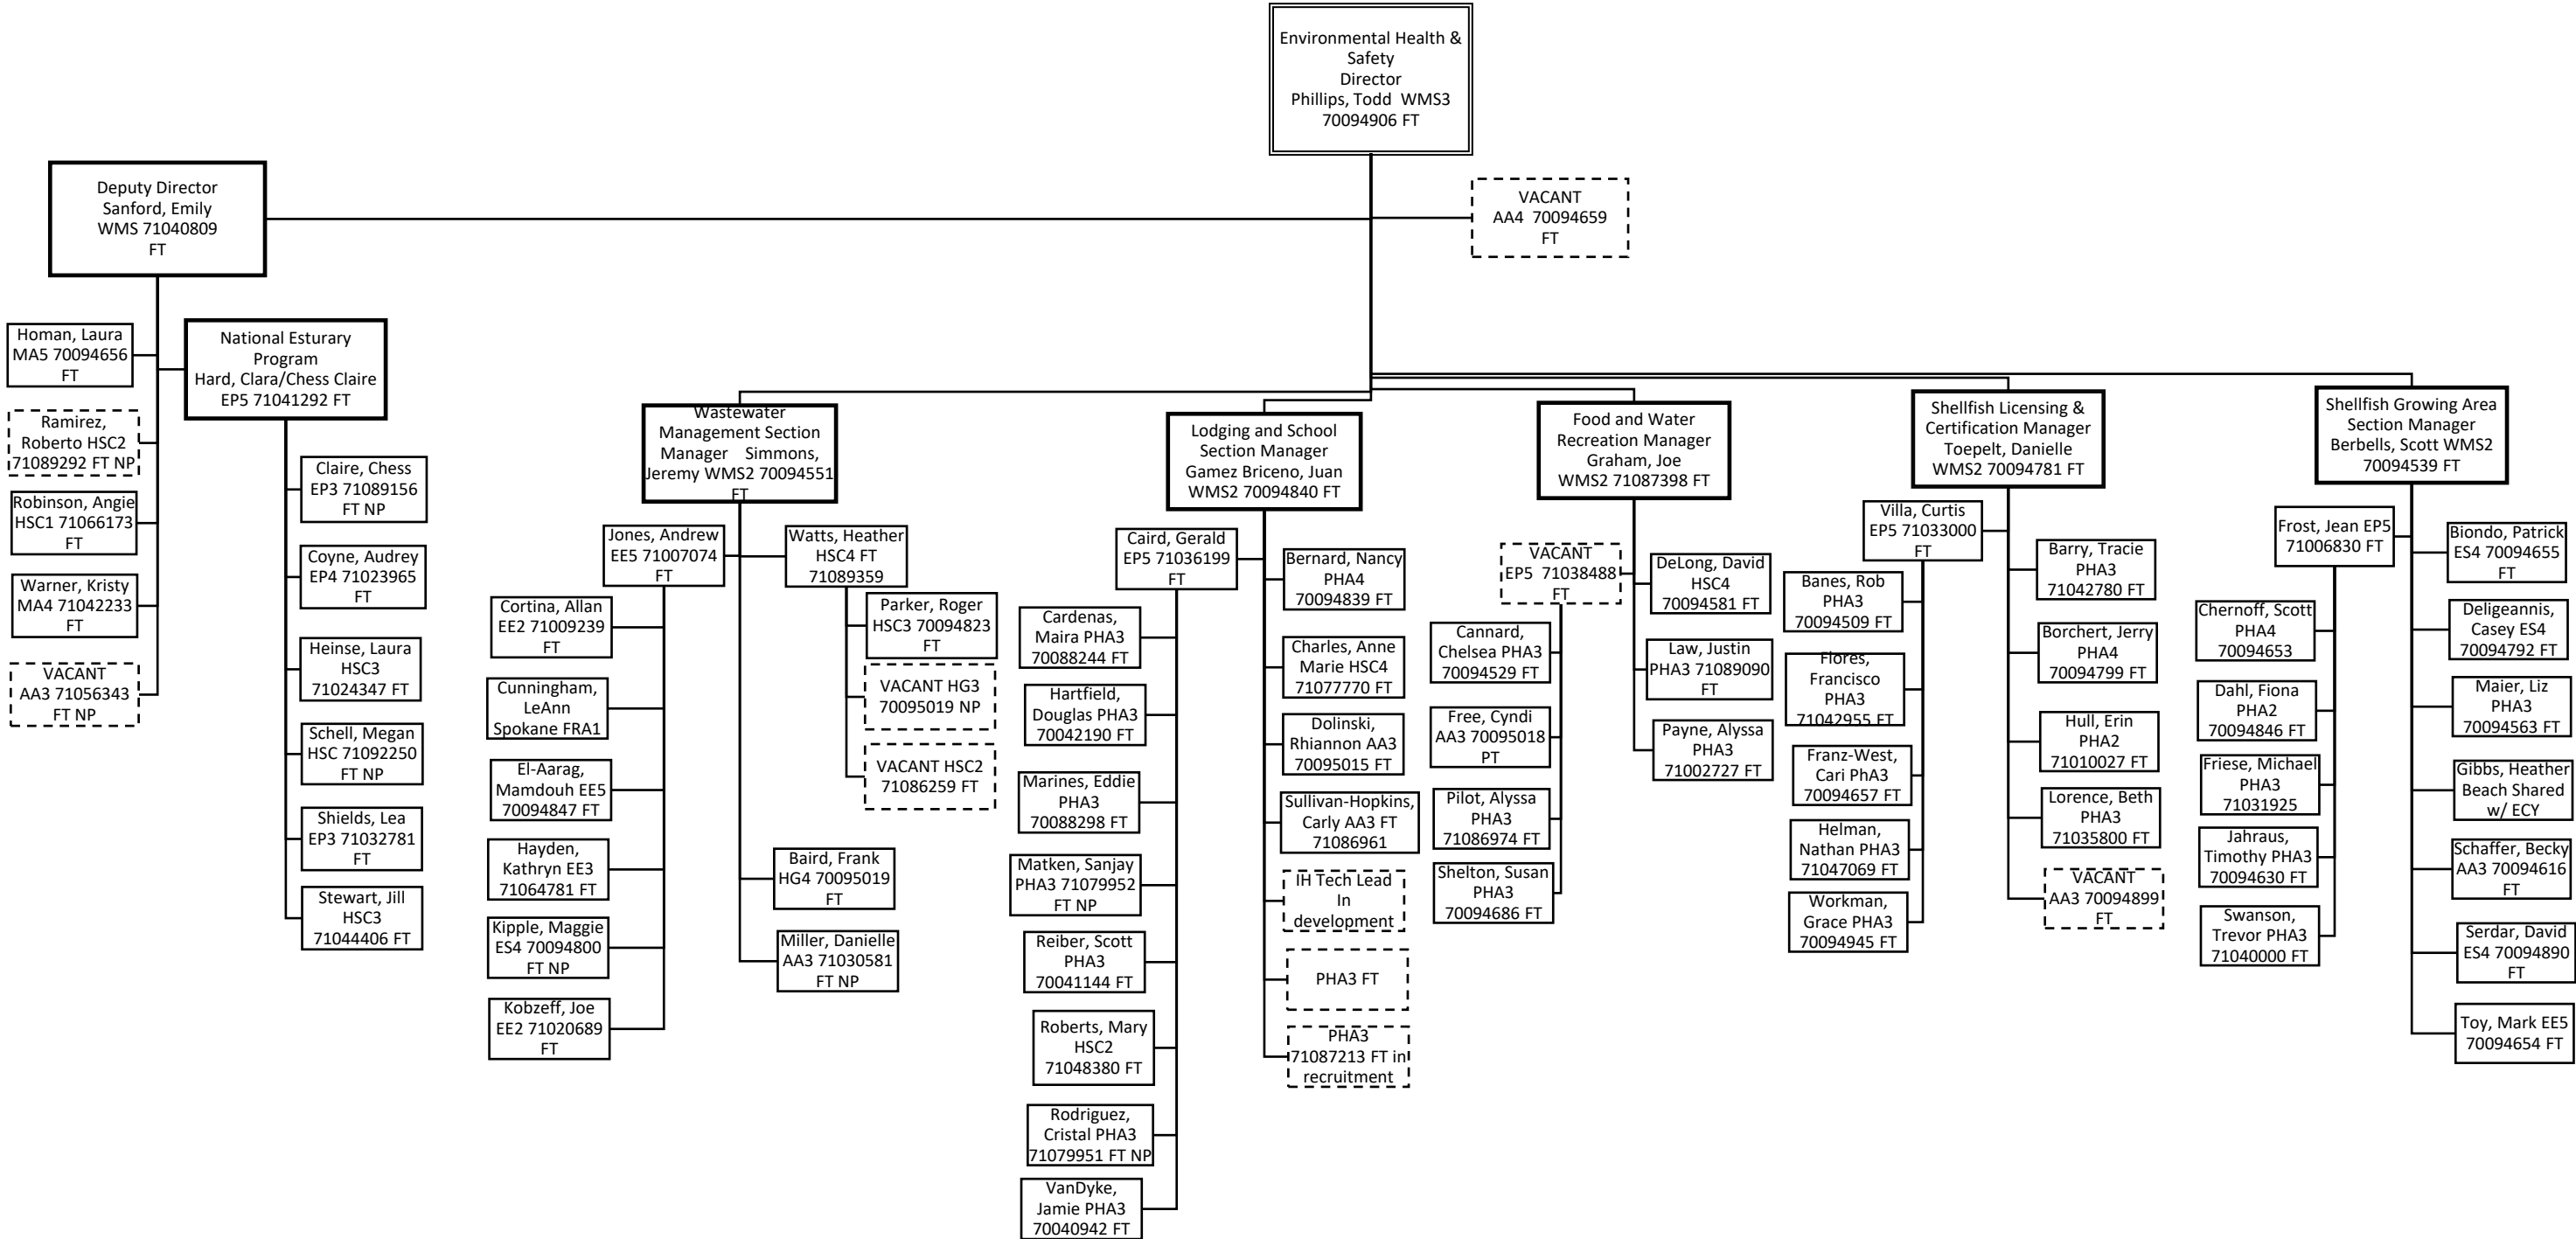 Environmental Health &
Safety
Director
Phillips, Todd WMS3
70094906 FT
VACANT
AA4 70094659
FT
Deputy Director
Sanford, Emily
WMS 71040809
FT
Homan, Laura
MA5 70094656
FT
Ramirez,
Roberto HSC2
71089292 FT NP
Robinson, Angie
HSC1 71066173
FT
Warner, Kristy
MA4 71042233
FT
VACANT
AA3 71056343
FT NP
National Esturary
Program
Hard, Clara/Chess Claire
EP5 71041292 FT
Claire, Chess
EP3 71089156
FT NP
Coyne, Audrey
EP4 71023965
FT
Heinse, Laura
HSC3
71024347 FT
Schell, Megan
HSC 71092250
FT NP
Shields, Lea
EP3 71032781
FT
Stewart, Jill
HSC3
71044406 FT
Wastewater
Management Section
Manager Simmons,
Jeremy WMS2 70094551
FT
Jones, Andrew
EE5 71007074
FT
Cortina, Allan
EE2 71009239
FT
Cunningham,
LeAnn
Spokane FRA1
El-Aarag,
Mamdouh EE5
70094847 FT
Hayden,
Kathryn EE3
71064781 FT
Kipple, Maggie
ES4 70094800
FT NP
Kobzeff, Joe
EE2 71020689
FT
Watts, Heather
HSC4 FT
71089359
Parker, Roger
HSC3 70094823
FT
VACANT HG3
70095019 NP
VACANT HSC2
71086259 FT
Baird, Frank
HG4 70095019
FT
Miller, Danielle
AA3 71030581
FT NP
Lodging and School
Section Manager
Gamez Briceno, Juan
WMS2 70094840 FT
Caird, Gerald
EP5 71036199
FT
Cardenas,
Maira PHA3
70088244 FT
Hartfield,
Douglas PHA3
70042190 FT
Marines, Eddie
PHA3
70088298 FT
Matken, Sanjay
PHA3 71079952
FT NP
Reiber, Scott
PHA3
70041144 FT
Roberts, Mary
HSC2
71048380 FT
Rodriguez,
Cristal PHA3
71079951 FT NP
VanDyke,
Jamie PHA3
70040942 FT
Bernard, Nancy
PHA4
70094839 FT
Charles, Anne
Marie HSC4
71077770 FT
Dolinski,
Rhiannon AA3
70095015 FT
Sullivan-Hopkins,
Carly AA3 FT
71086961
IH Tech Lead
In
development
PHA3 FT
PHA3
71087213 FT in
recruitment
Food and Water
Recreation Manager
Graham, Joe
WMS2 71087398 FT
VACANT
EP5 71038488
FT
Cannard,
Chelsea PHA3
70094529 FT
Free, Cyndi
AA3 70095018
PT
Pilot, Alyssa
PHA3
71086974 FT
Shelton, Susan
PHA3
70094686 FT
DeLong, David
HSC4
70094581 FT
Law, Justin
PHA3 71089090
FT
Payne, Alyssa
PHA3
71002727 FT
Shellfish Licensing &
Certification Manager
Toepelt, Danielle
WMS2 70094781 FT
Villa, Curtis
EP5 71033000
FT
Banes, Rob
PHA3
70094509 FT
Flores,
Francisco
PHA3
71042955 FT
Franz-West,
Cari PhA3
70094657 FT
Helman,
Nathan PHA3
71047069 FT
Workman,
Grace PHA3
70094945 FT
Barry, Tracie
PHA3
71042780 FT
Borchert, Jerry
PHA4
70094799 FT
Hull, Erin
PHA2
71010027 FT
Lorence, Beth
PHA3
71035800 FT
VACANT
AA3 70094899
FT
Shellfish Growing Area
Section Manager
Berbells, Scott WMS2
70094539 FT
Frost, Jean EP5
71006830 FT
Chernoff, Scott
PHA4
70094653
Dahl, Fiona
PHA2
70094846 FT
Friese, Michael
PHA3
71031925
Jahraus,
Timothy PHA3
70094630 FT
Swanson,
Trevor PHA3
71040000 FT
Biondo, Patrick
ES4 70094655
FT
Deligeannis,
Casey ES4
70094792 FT
Maier, Liz
PHA3
70094563 FT
Gibbs, Heather
Beach Shared
w/ ECY
Schaffer, Becky
AA3 70094616
FT
Serdar, David
ES4 70094890
FT
Toy, Mark EE5
70094654 FT